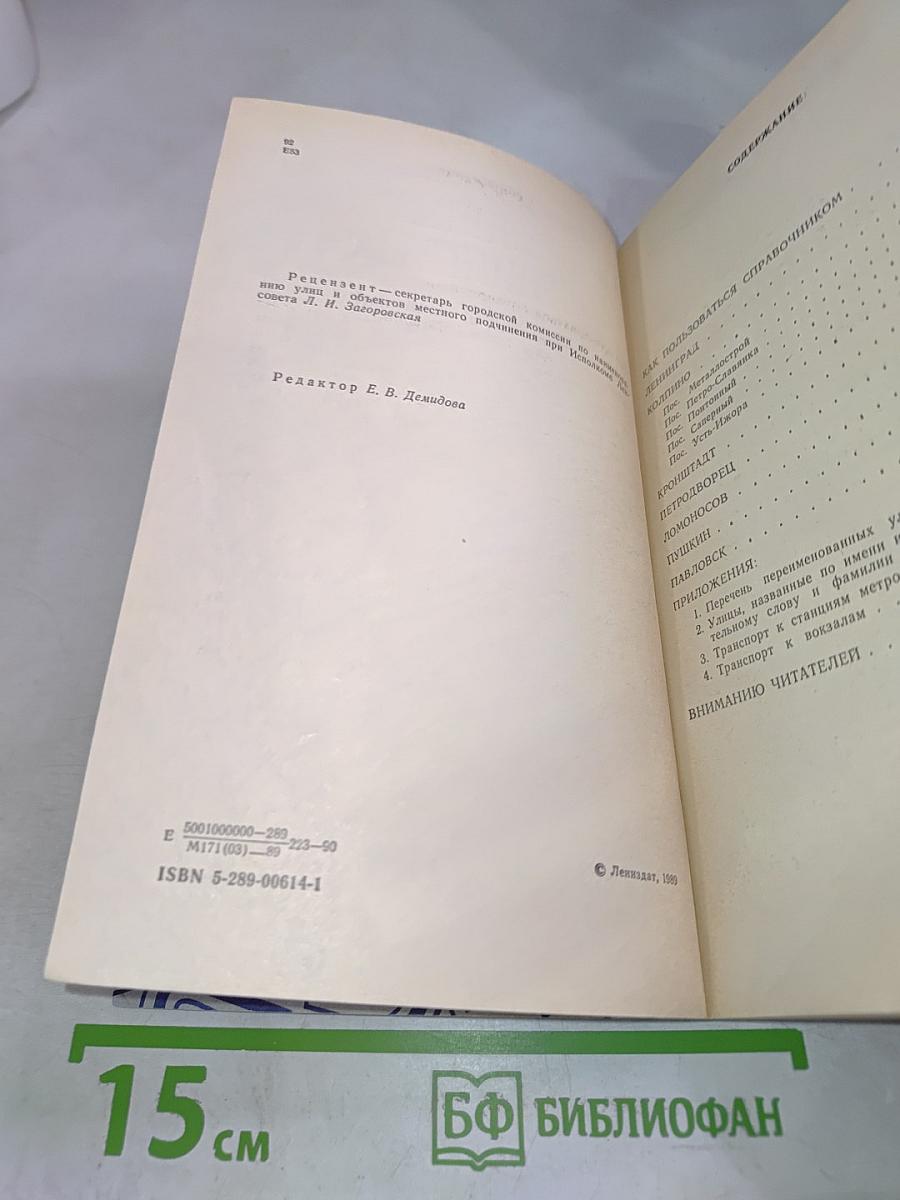 92
Е53
Рецензент — секретарь городской комиссии по наименова-
нию улиц и объектов местного подчинения при Исполкоме Лен-
совета Л. И. Загоровская
Редактор Е. В. Демидова
Е 5001000000—289
М171(03)—89 223—90
ISBN 5-289-00614-1
© Лениздат, 1989
СОДЕРЖАНИЕ
КАК ПОЛЬЗОВАТЬСЯ СПРАВОЧНИКОМ
ЛЕНИНГРАД
КОЛПИНО
Пос. Металлострой
Пос. Петро-Славянка
Пос. Понтонный
Пос. Саперный
Пос. Усть-Ижора
КРОНШТАДТ
ПЕТРОДВОРЕЦ
ЛОМОНОСОВ
ПУШКИН
ПАВЛОВСК
ПРИЛОЖЕНИЯ:
1. Перечень переименованных
2. Улицы, названные по имени
тельному слову и фамилии
3. Транспорт к станциям метро
4. Транспорт к вокзалам
ВНИМАНИЮ ЧИТАТЕЛЕЙ
15 см
БФ БИБЛИОФАН